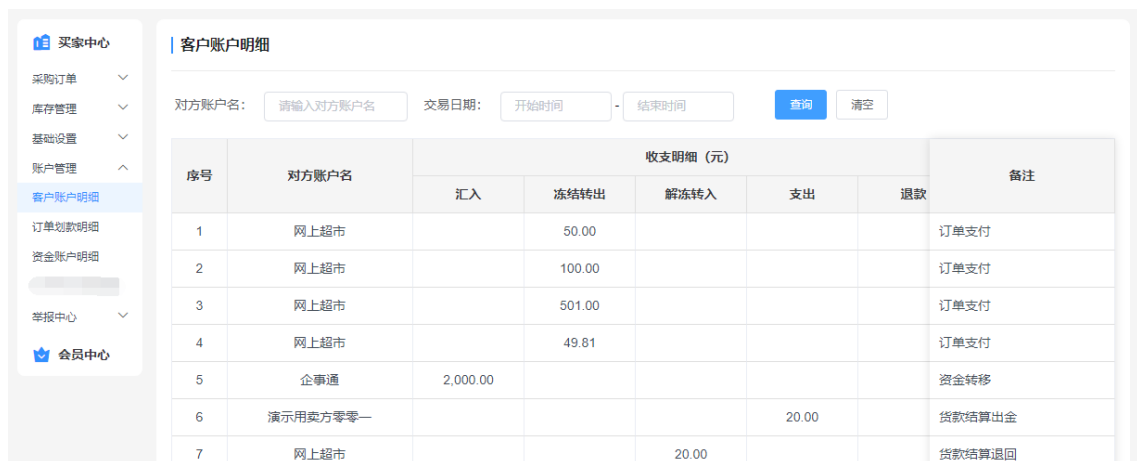 买家中心
采购订单
库存管理
基础设置
账户管理
客户账户明细
订单划款明细
资金账户明细
举报中心
会员中心
客户账户明细
对方账户名： 请输入对方账户名 交易日期： 开始时间 - 结束时间 查询 清空
序号 对方账户名 收支明细（元） 备注
汇入 冻结转出 解冻转入 支出 退款
1 网上超市 50.00 订单支付
2 网上超市 100.00 订单支付
3 网上超市 501.00 订单支付
4 网上超市 49.81 订单支付
5 企事通 2,000.00 资金转移
6 演示用卖方零零一 20.00 货款结算出金
7 网上超市 20.00 货款结算退回